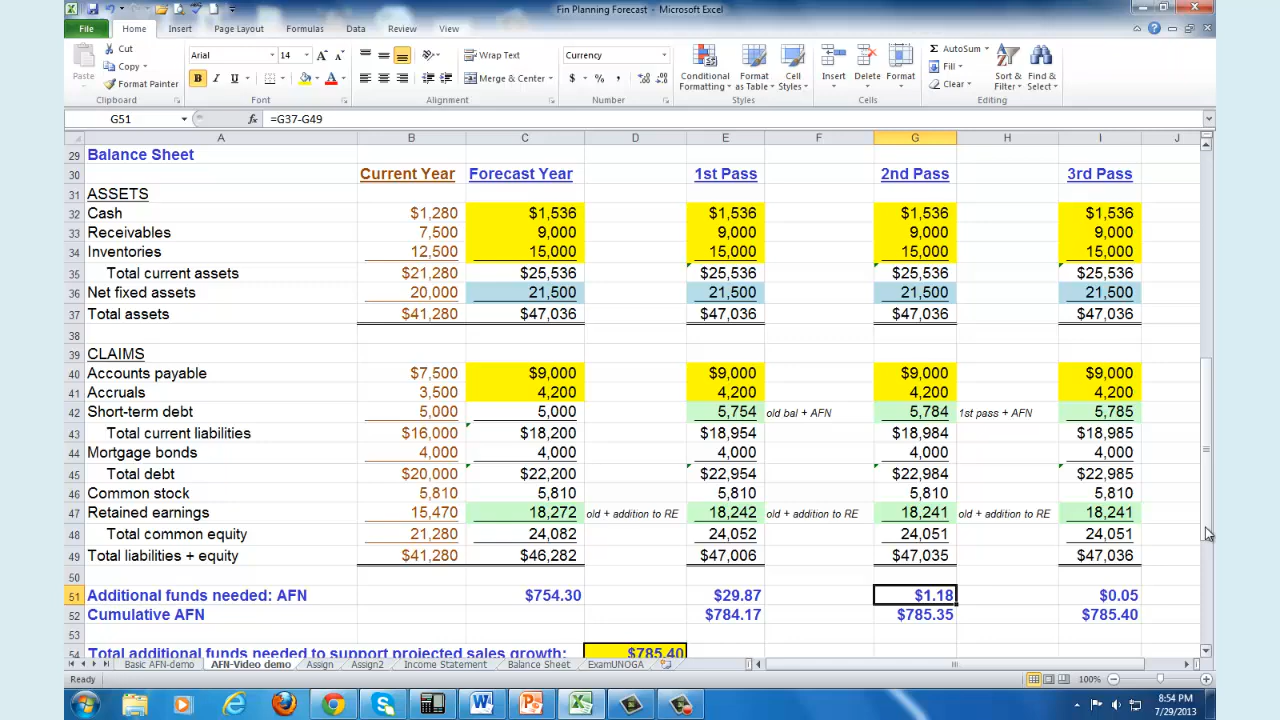 Fin Planning Forecast - Microsoft Excel
File Home Insert Page Layout Formulas Data Review View
Cut Arial 14 Wrap Text Currency AutoSum
Copy Fill
Paste Format Painter B I U A Merge & Center $ % , Conditional Formatting Format as Table Cell Styles Insert Delete Format Clear Sort & Filter Find & Select
Clipboard Font Alignment Number Styles Cells Editing
G51 fx =G37-G49
A B C D E F G H I J
29 Balance Sheet
30 Current Year Forecast Year 1st Pass 2nd Pass 3rd Pass
31 ASSETS
32 Cash $1,280 $1,536 $1,536 $1,536 $1,536
33 Receivables 7,500 9,000 9,000 9,000 9,000
34 Inventories 12,500 15,000 15,000 15,000 15,000
35 Total current assets $21,280 $25,536 $25,536 $25,536 $25,536
36 Net fixed assets 20,000 21,500 21,500 21,500 21,500
37 Total assets $41,280 $47,036 $47,036 $47,036 $47,036
38
39 CLAIMS
40 Accounts payable $7,500 $9,000 $9,000 $9,000 $9,000
41 Accruals 3,500 4,200 4,200 4,200 4,200
42 Short-term debt 5,000 5,000 5,754 old bal + AFN 5,784 1st pass + AFN 5,785
43 Total current liabilities $16,000 $18,200 $18,954 $18,984 $18,985
44 Mortgage bonds 4,000 4,000 4,000 4,000 4,000
45 Total debt $20,000 $22,200 $22,954 $22,984 $22,985
46 Common stock 5,810 5,810 5,810 5,810 5,810
47 Retained earnings 15,470 18,272 old + addition to RE 18,242 old + addition to RE 18,241 old + addition to RE 18,241
48 Total common equity 21,280 24,082 24,052 24,051 24,051
49 Total liabilities + equity $41,280 $46,282 $47,006 $47,035 $47,036
50
51 Additional funds needed: AFN $754.30 $29.87 $1.18 $0.05
52 Cumulative AFN $784.17 $785.35 $785.40
53
54 Total additional funds needed to support projected sales growth: $785.40
Basic AFN-demo AFN-Video demo Assign Assign2 Income Statement Balance Sheet ExamUNOGA
Ready 100%
8:54 PM
7/29/2013